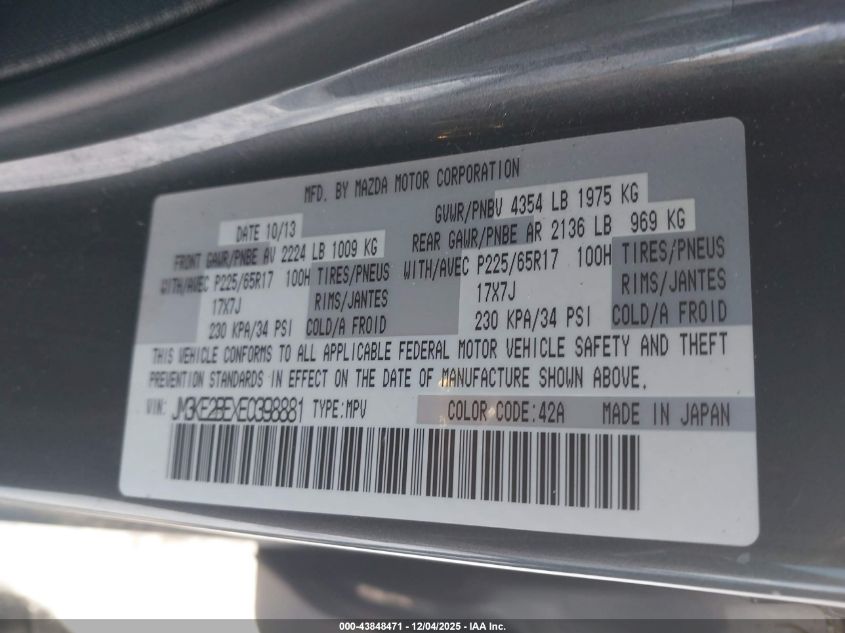 MFD. BY MAZDA MOTOR CORPORATION
DATE 10/13 GVWR/PNBV 4354 LB 1975 KG
FRONT GAWR/PNBE AV 2224 LB 1009 KG REAR GAWR/PNBE AR 2136 LB 969 KG
WITH/AVEC P225/65R17 100H TIRES/PNEUS WITH/AVEC P225/65R17 100H TIRES/PNEUS
17X7J RIMS/JANTES 17X7J RIMS/JANTES
230 KPA/34 PSI COLD/A FROID 230 KPA/34 PSI COLD/A FROID
THIS VEHICLE CONFORMS TO ALL APPLICABLE FEDERAL MOTOR VEHICLE SAFETY AND THEFT
PREVENTION STANDARDS IN EFFECT ON THE DATE OF MANUFACTURE SHOWN ABOVE.
VIN: JM3KE2BEXE0398881 TYPE:MPV COLOR CODE:42A MADE IN JAPAN
000-43848471 - 12/04/2025 - IAA Inc.